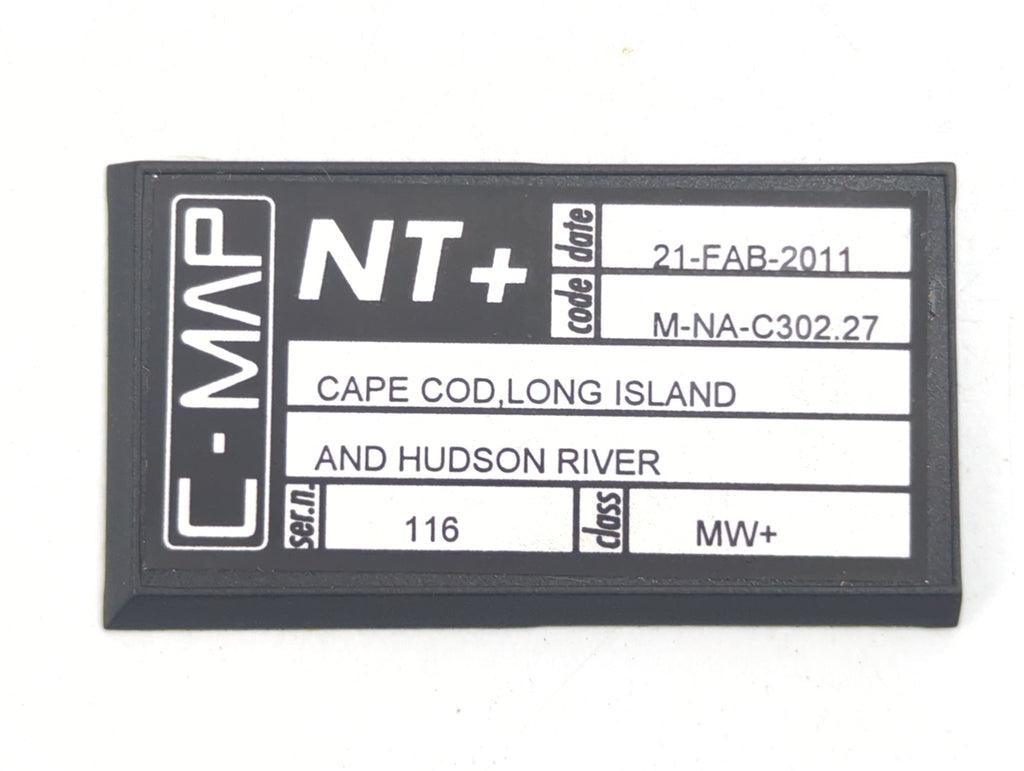 C-MAP
NT+
date 21-FAB-2011
code M-NA-C302.27
CAPE COD,LONG ISLAND
AND HUDSON RIVER
ser.n. 116 class MW+